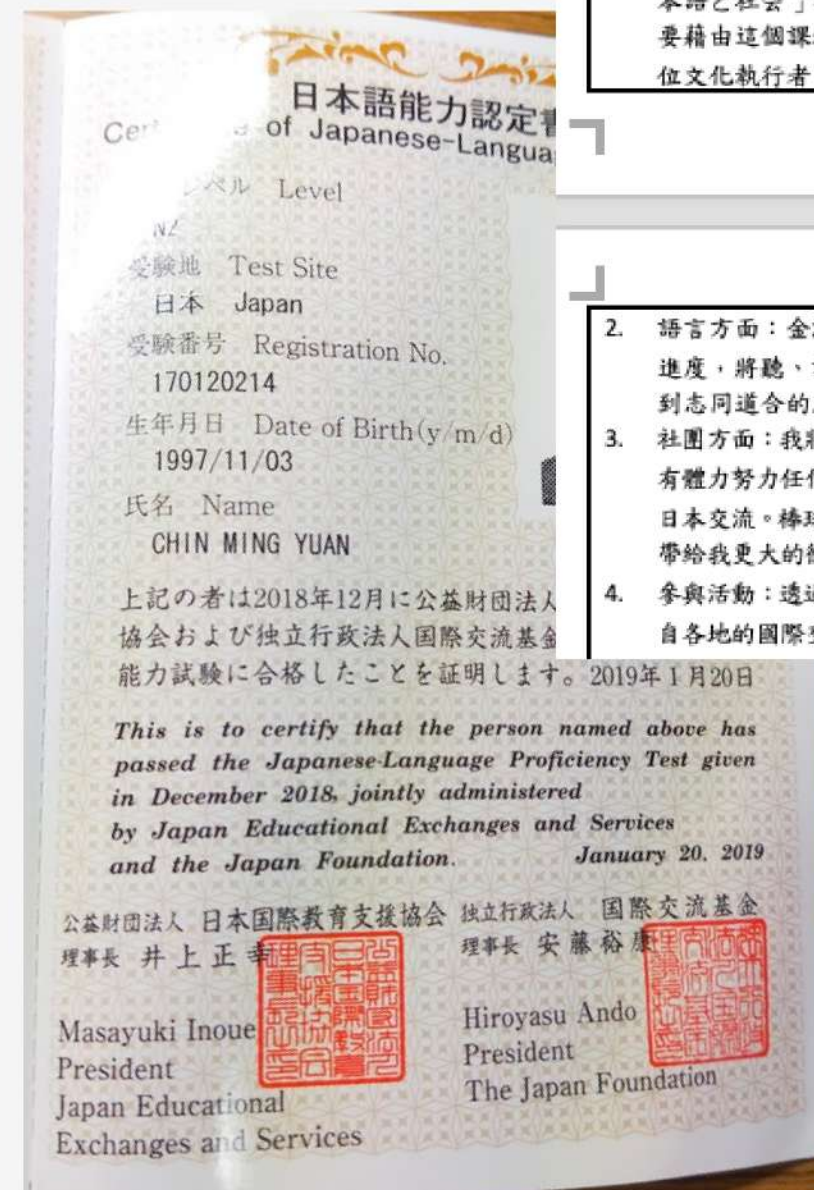 日本語能力認定書
of Japanese-Langua
レベル Level
N2
受験地 Test Site
日本 Japan
受験番号 Registration No.
170120214
生年月日 Date of Birth(y/m/d)
1997/11/03
氏名 Name
CHIN MING YUAN
上記の者は2018年12月に公益財団法人
協会および独立行政法人国際交流基金
能力試験に合格したことを証明します。2019年1月20日
This is to certify that the person named above has
passed the Japanese-Language Proficiency Test given
in December 2018, jointly administered
by Japan Educational Exchanges and Services
and the Japan Foundation. January 20. 2019
公益財団法人 日本国際教育支援協会
理事長 井上正幸
Masayuki Inoue
President
Japan Educational
Exchanges and Services
独立行政法人 国際交流基金
理事長 安藤裕康
Hiroyasu Ando
President
The Japan Foundation
本語と社会」
要藉由這個課
位文化執行者
2. 語言方面：金
進度，將聽、
到志同道合的
3. 社團方面：我將
有體力努力任何
日本交流。棒球
帶給我更大的
4. 參與活動：透過
自各地的國際交